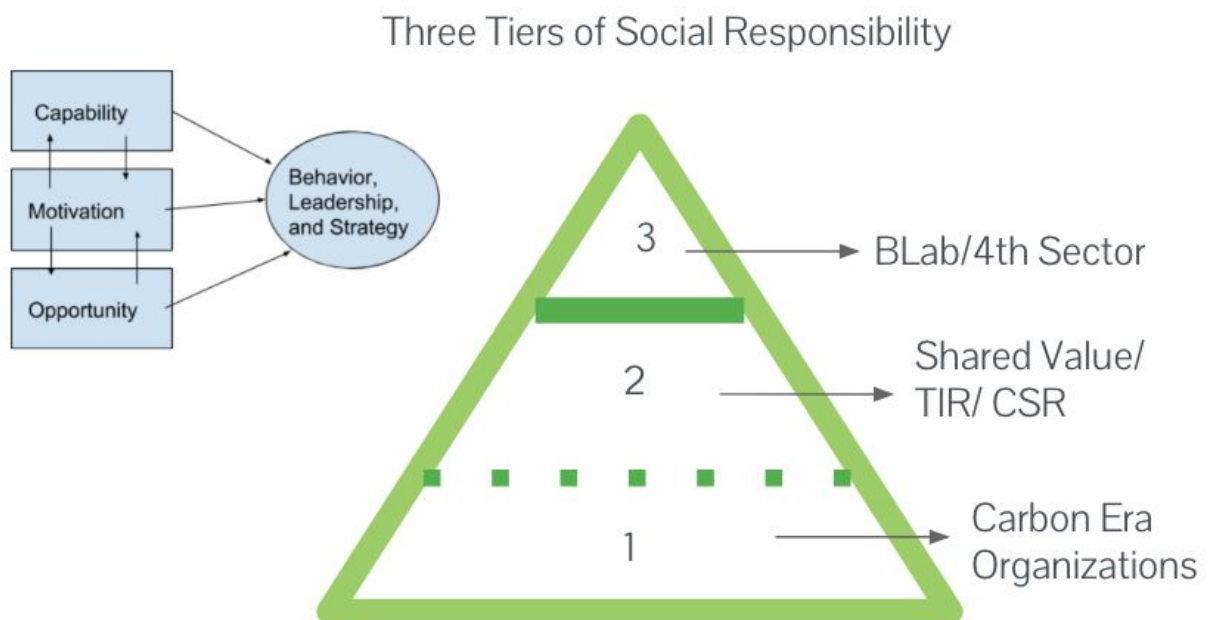 Three Tiers of Social Responsibility
Capability
Motivation
Opportunity
Behavior,
Leadership,
and Strategy
3
BLab/4th Sector
2
Shared Value/
TIR/ CSR
1
Carbon Era
Organizations